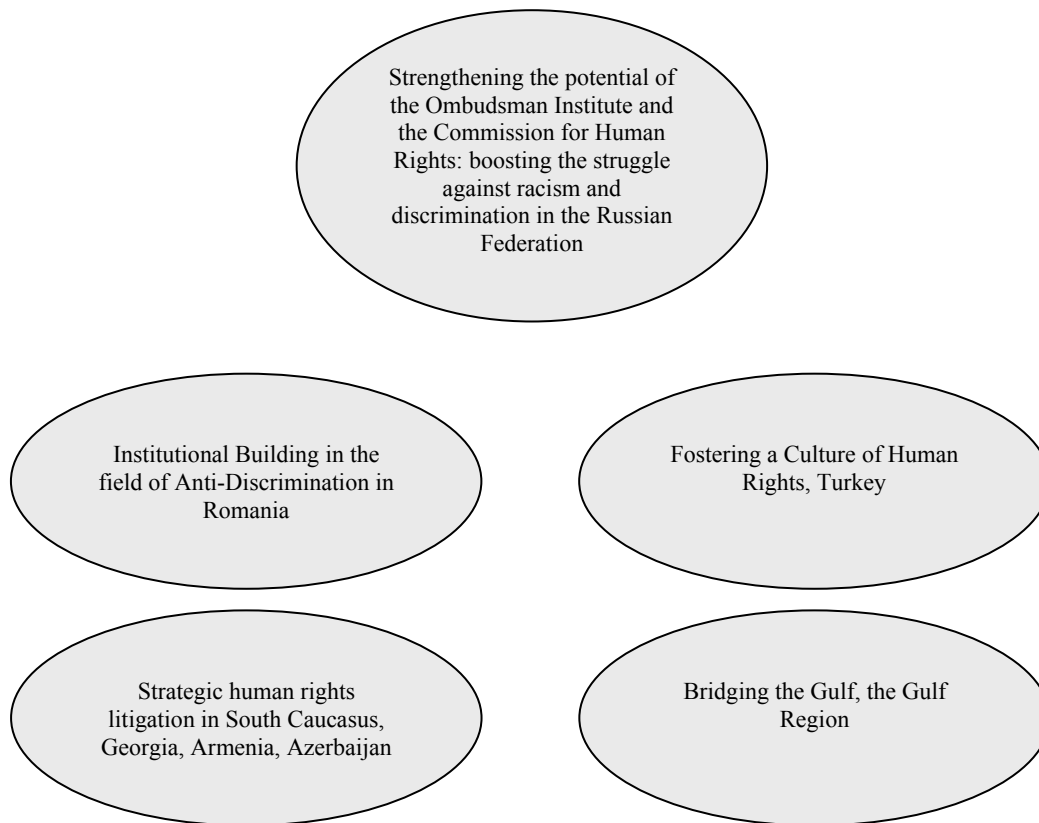 Strengthening the potential of
the Ombudsman Institute and
the Commission for Human
Rights: boosting the struggle
against racism and
discrimination in the Russian
Federation
Institutional Building in the
field of Anti-Discrimination in
Romania
Fostering a Culture of Human
Rights, Turkey
Strategic human rights
litigation in South Caucasus,
Georgia, Armenia, Azerbaijan
Bridging the Gulf, the Gulf
Region